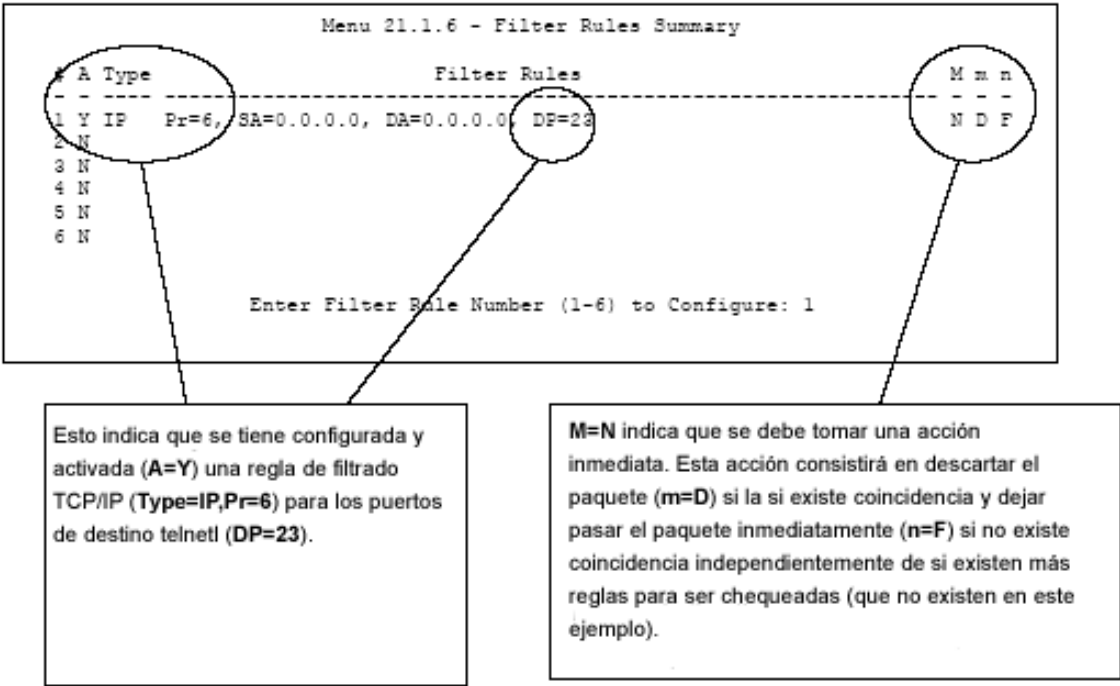 Menu 21.1.6 - Filter Rules Summary
# A Type Filter Rules M m n
- - ---- --------------------------------------------------------------- - - -
1 Y IP Pr=6, SA=0.0.0.0, DA=0.0.0.0, DP=23 N D F
2 N
3 N
4 N
5 N
6 N
Enter Filter Rule Number (1-6) to Configure: 1
Esto indica que se tiene configurada y
activada (A=Y) una regla de filtrado
TCP/IP (Type=IP,Pr=6) para los puertos
de destino telnetl (DP=23).
M=N indica que se debe tomar una acción
inmediata. Esta acción consistirá en descartar el
paquete (m=D) si la si existe coincidencia y dejar
pasar el paquete inmediatamente (n=F) si no existe
coincidencia independientemente de si existen más
reglas para ser chequeadas (que no existen en este
ejemplo).